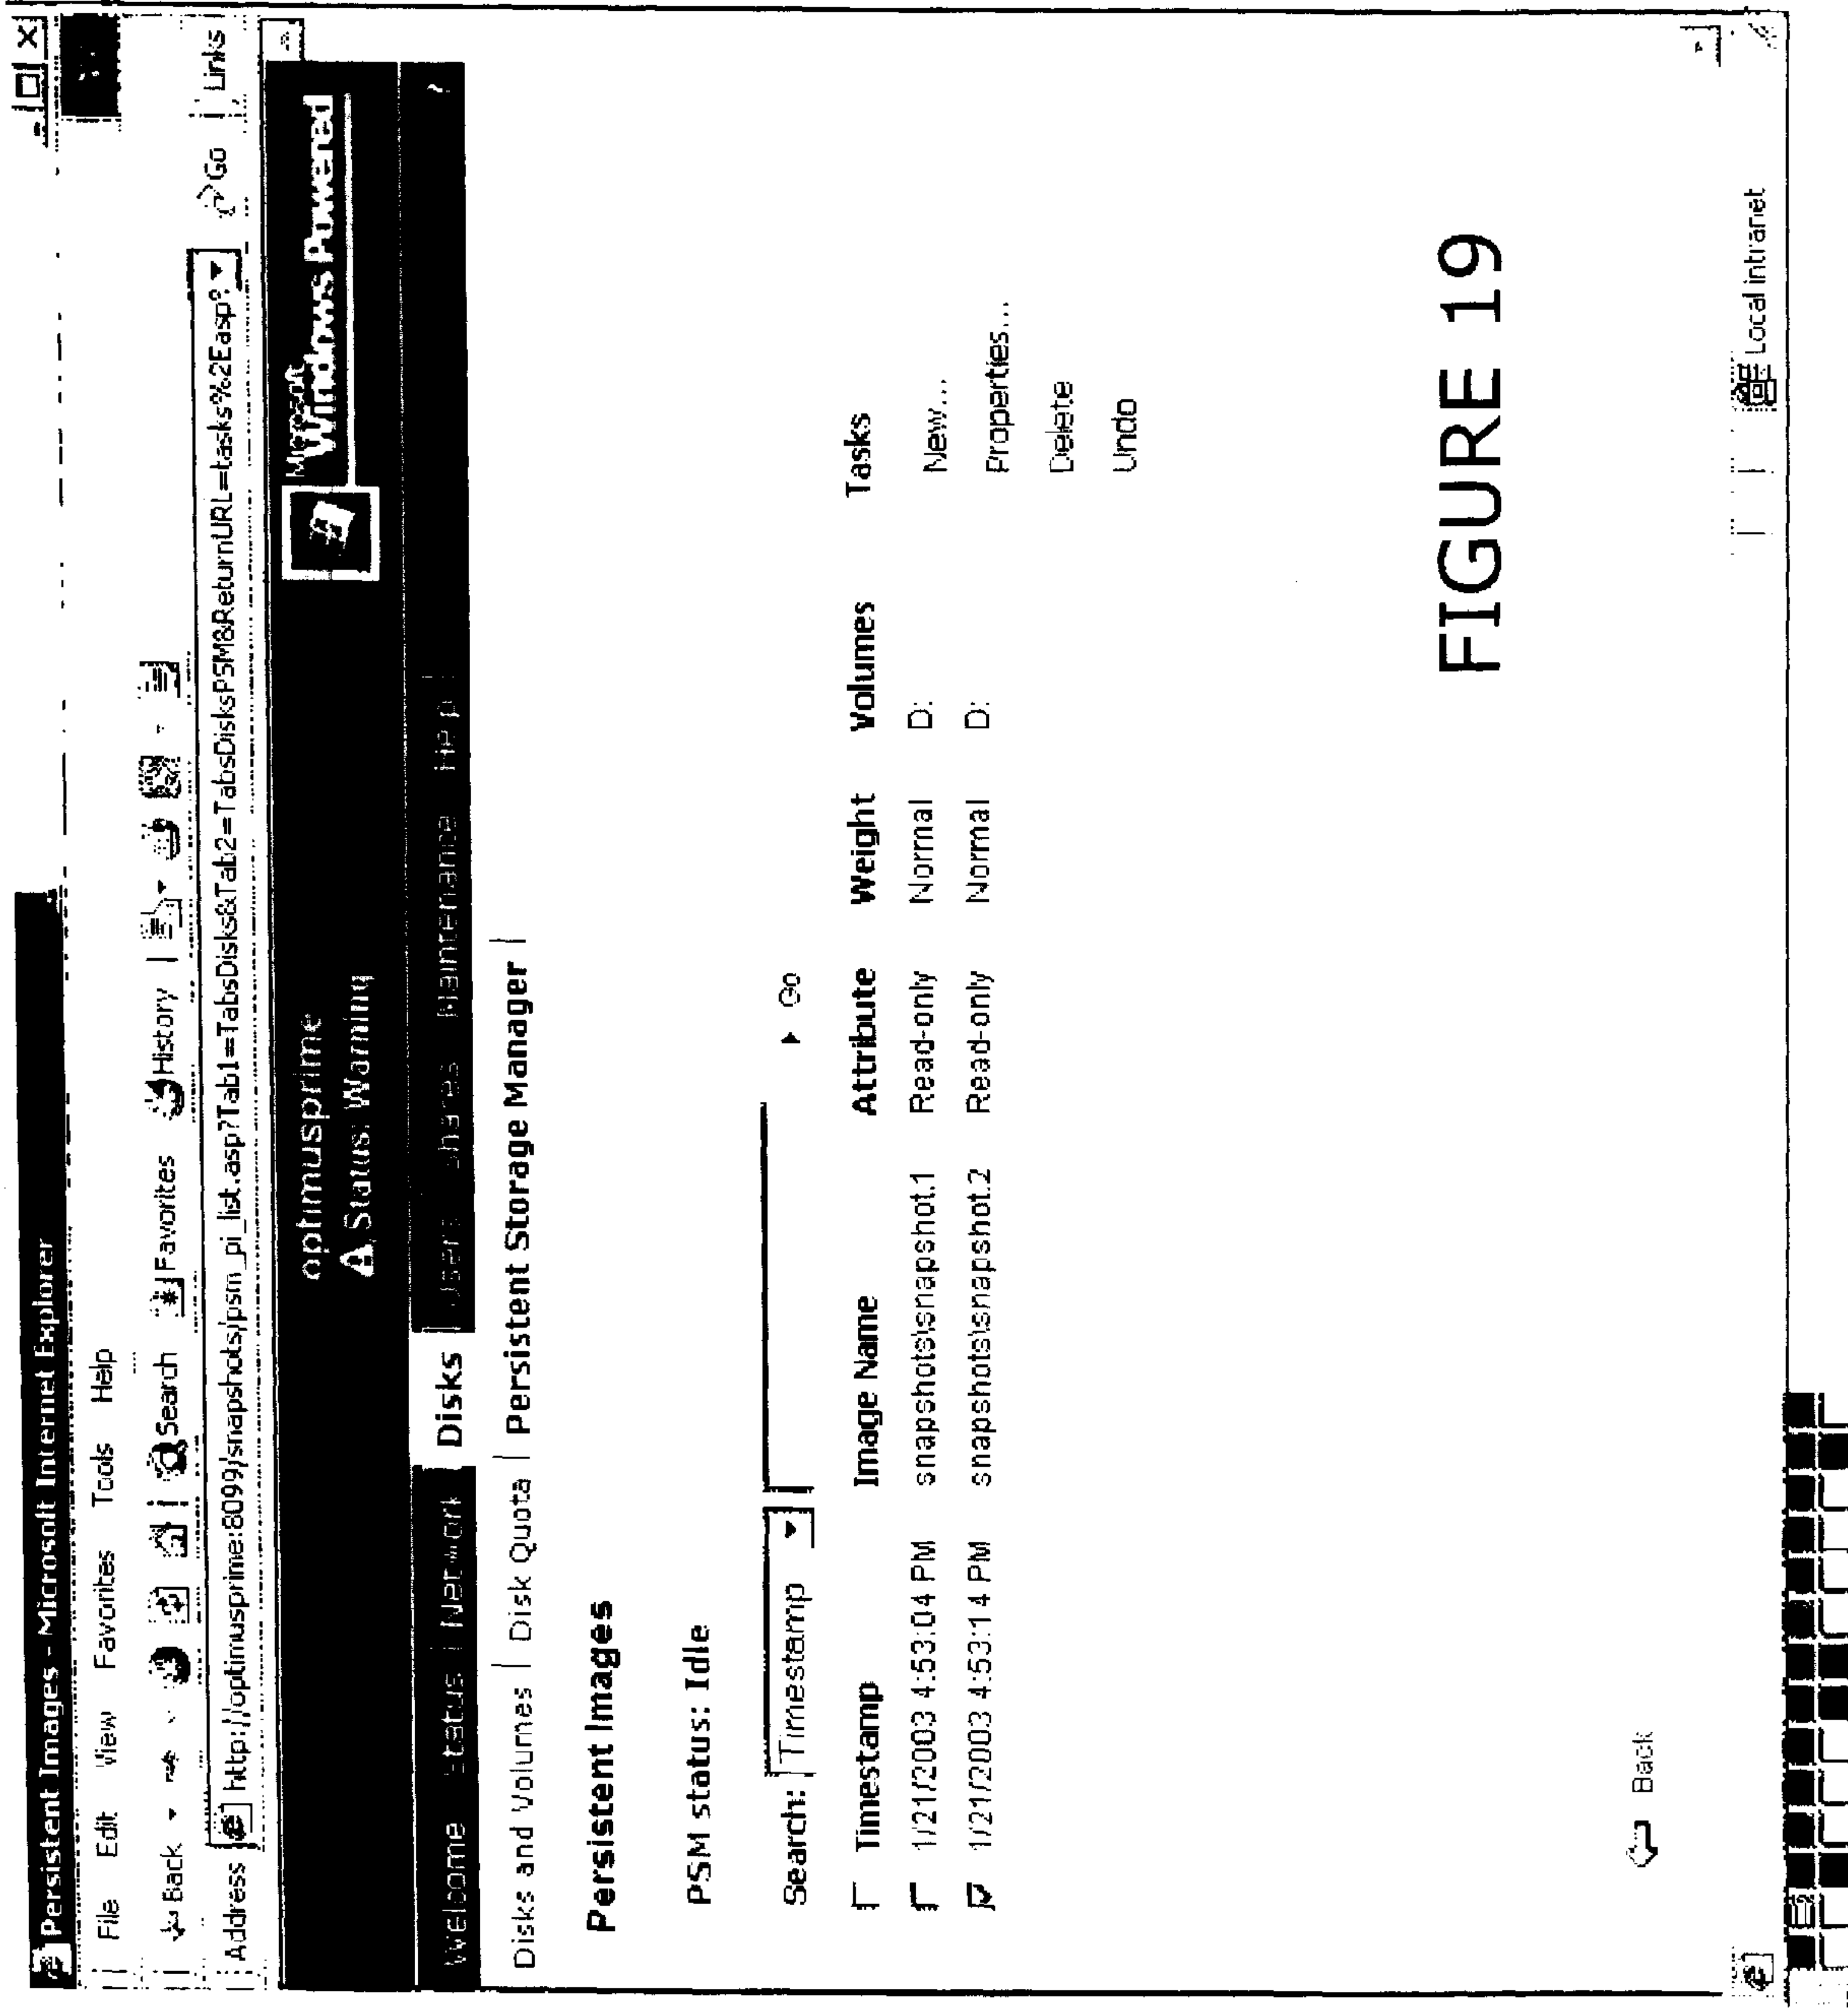 Persistent Images - Microsoft Internet Explorer
File Edit View Favorites Tools Help
Back Search Favorites History
Address http://optimusprime:8099/snapshots/psm_pi_list.asp?Tab1=TabsDisks&Tab2=TabsDisksPSM&ReturnURL=tasks%2Easp? Go Links
optimusprime
Status: Warning
Microsoft
Windows Powered
Welcome Status | Network Disks Users Shares Maintenance Help ?
Disks and Volumes | Disk Quota | Persistent Storage Manager |
Persistent Images
PSM status: Idle
Search: Timestamp Go
Timestamp Image Name Attribute Weight Volumes Tasks
1/21/2003 4:53:04 PM snapshots\snapshot.1 Read-only Normal D: New...
1/21/2003 4:53:14 PM snapshots\snapshot.2 Read-only Normal D: Properties...
Delete
Undo
FIGURE 19
Back
Local intranet